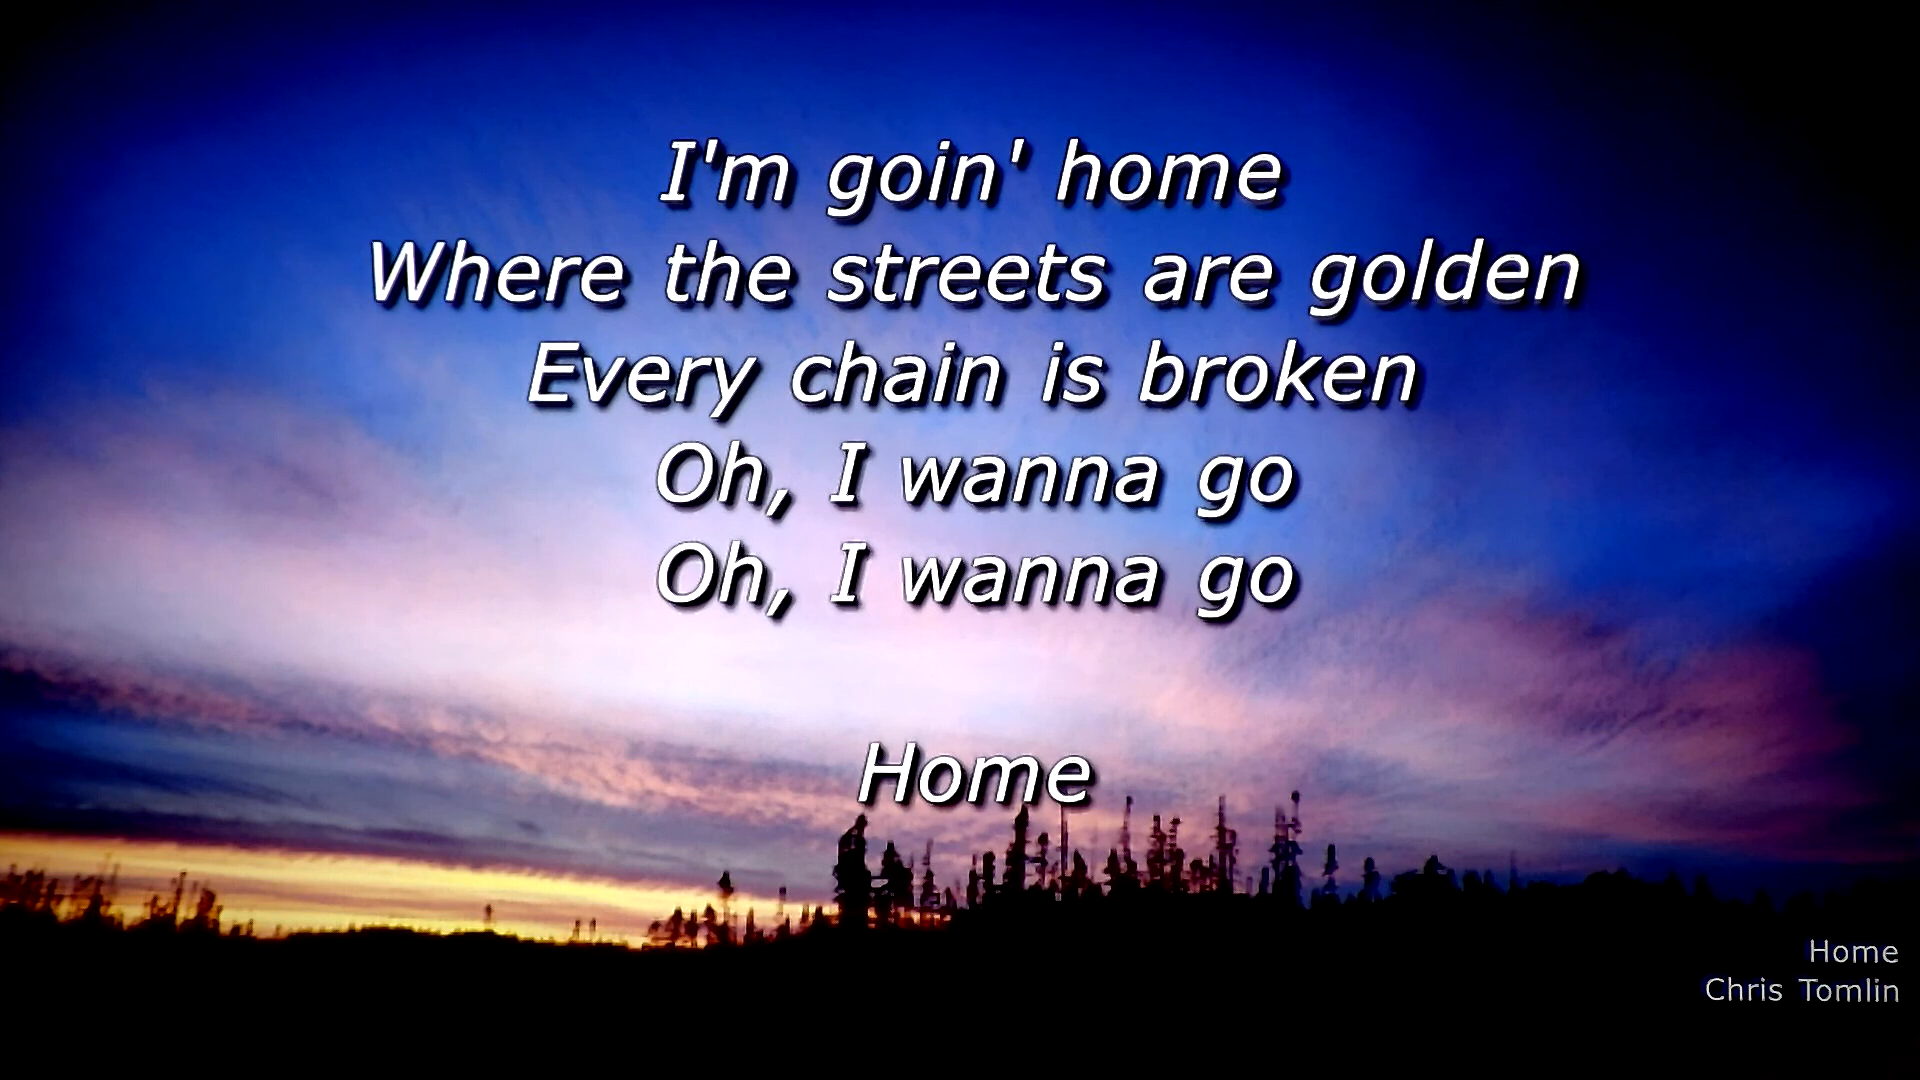 I'm goin' home
Where the streets are golden
Every chain is broken
Oh, I wanna go
Oh, I wanna go
Home
Home
Chris Tomlin